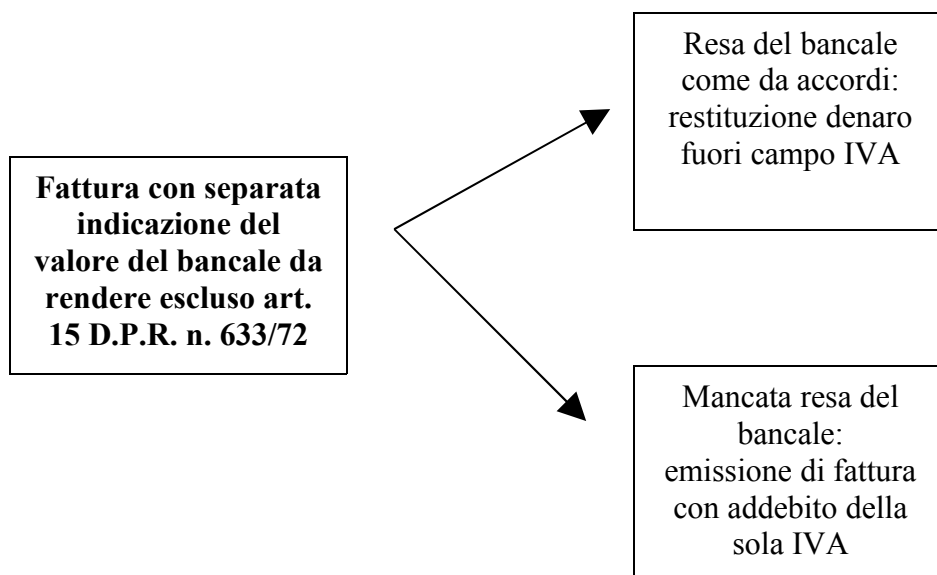 Fattura con separata
indicazione del
valore del bancale da
rendere escluso art.
15 D.P.R. n. 633/72
Resa del bancale
come da accordi:
restituzione denaro
fuori campo IVA
Mancata resa del
bancale:
emissione di fattura
con addebito della
sola IVA